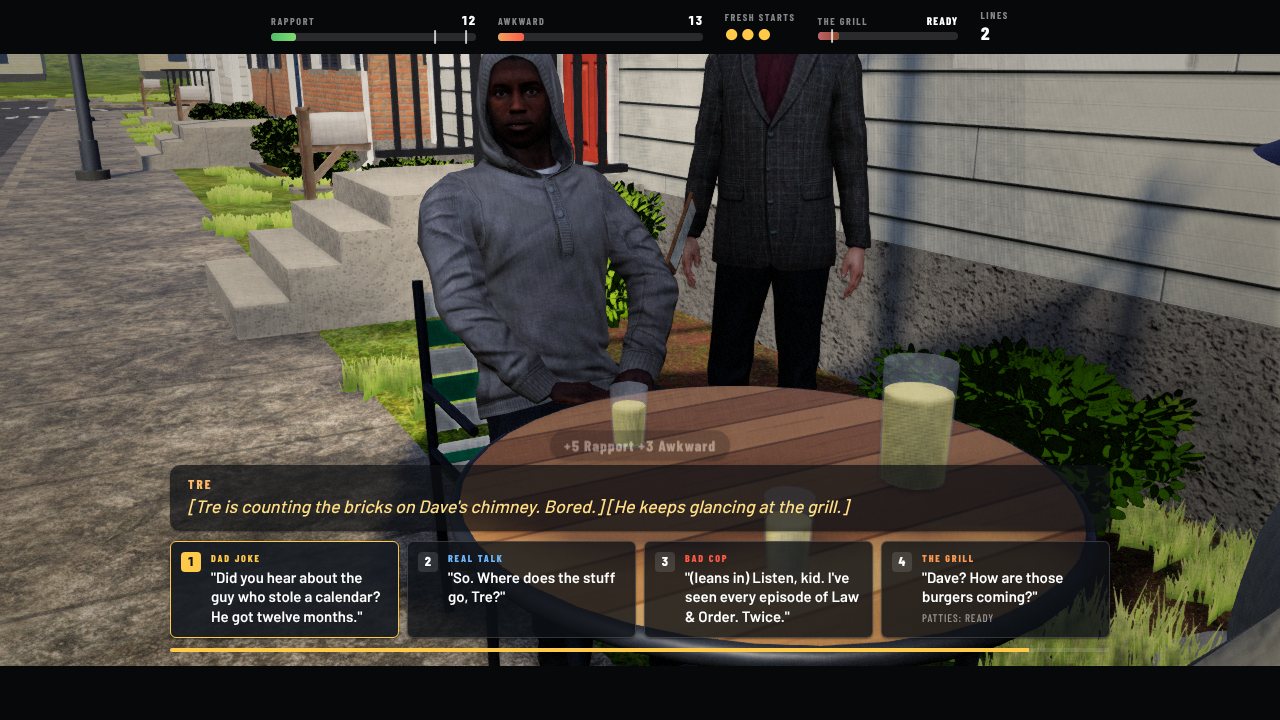 RAPPORT 12 AWKWARD 13 FRESH STARTS THE GRILL READY LINES
2
+5 Rapport +3 Awkward
TRE
[Tre is counting the bricks on Dave's chimney. Bored.][He keeps glancing at the grill.]
1 DAD JOKE
"Did you hear about the
guy who stole a calendar?
He got twelve months."
2 REAL TALK
"So. Where does the stuff
go, Tre?"
3 BAD COP
"(leans in) Listen, kid. I've
seen every episode of Law
& Order. Twice."
4 THE GRILL
"Dave? How are those
burgers coming?"
PATTIES: READY